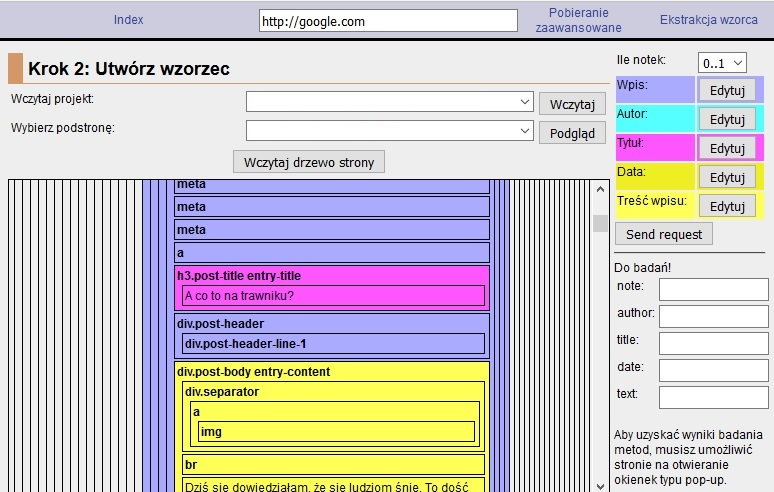 Index
http://google.com
Pobieranie
zaawansowane
Ekstrakcja wzorca
Krok 2: Utwórz wzorzec
Wczytaj projekt:
Wczytaj
Wybierz podstronę:
Podgląd
Wczytaj drzewo strony
meta
meta
meta
a
h3.post-title entry-title
A co to na trawniku?
div.post-header
div.post-header-line-1
div.post-body entry-content
div.separator
a
img
br
Dziś się dowiedziałam, że się ludziom śnię. To dość
Ile notek:
0..1
Wpis:
Edytuj
Autor:
Edytuj
Tytuł:
Edytuj
Data:
Edytuj
Treść wpisu:
Edytuj
Send request
Do badań!
note:
author:
title:
date:
text:
Aby uzyskać wyniki badania
metod, musisz umożliwić
stronie na otwieranie
okienek typu pop-up.